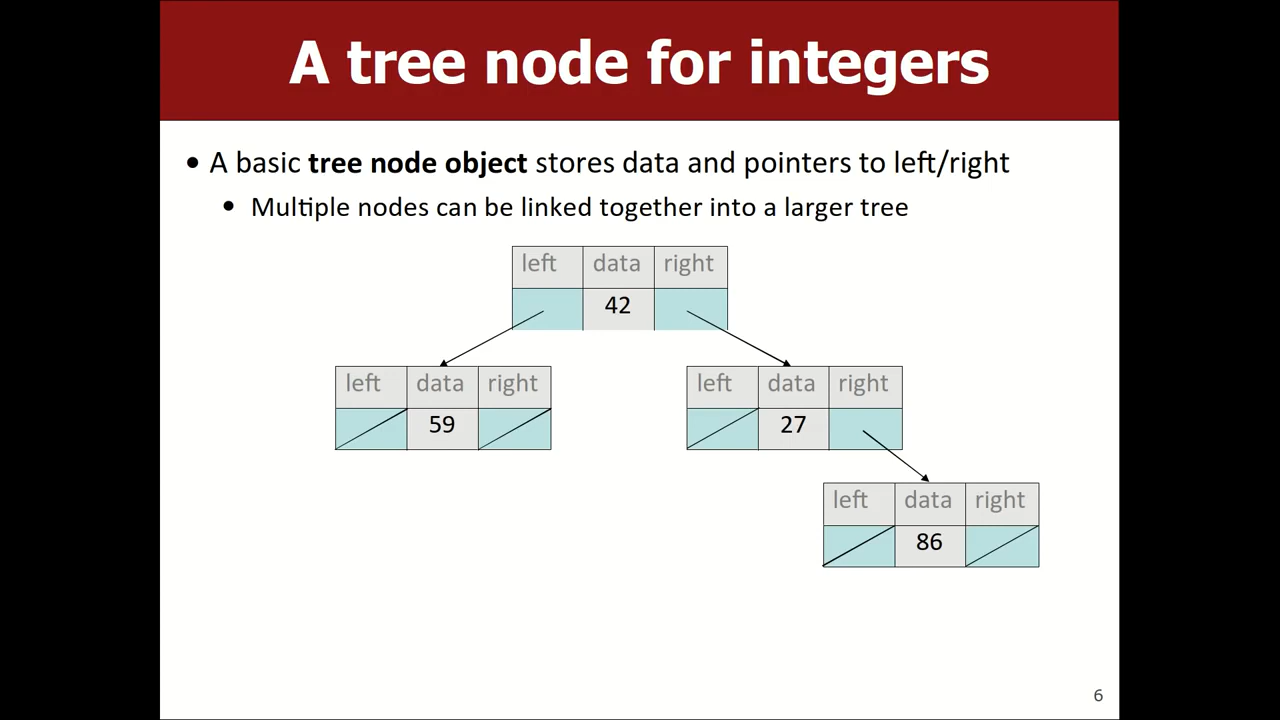 A tree node for integers
• A basic tree node object stores data and pointers to left/right
• Multiple nodes can be linked together into a larger tree
left data right
42
left data right left data right
59 27
left data right
86
6